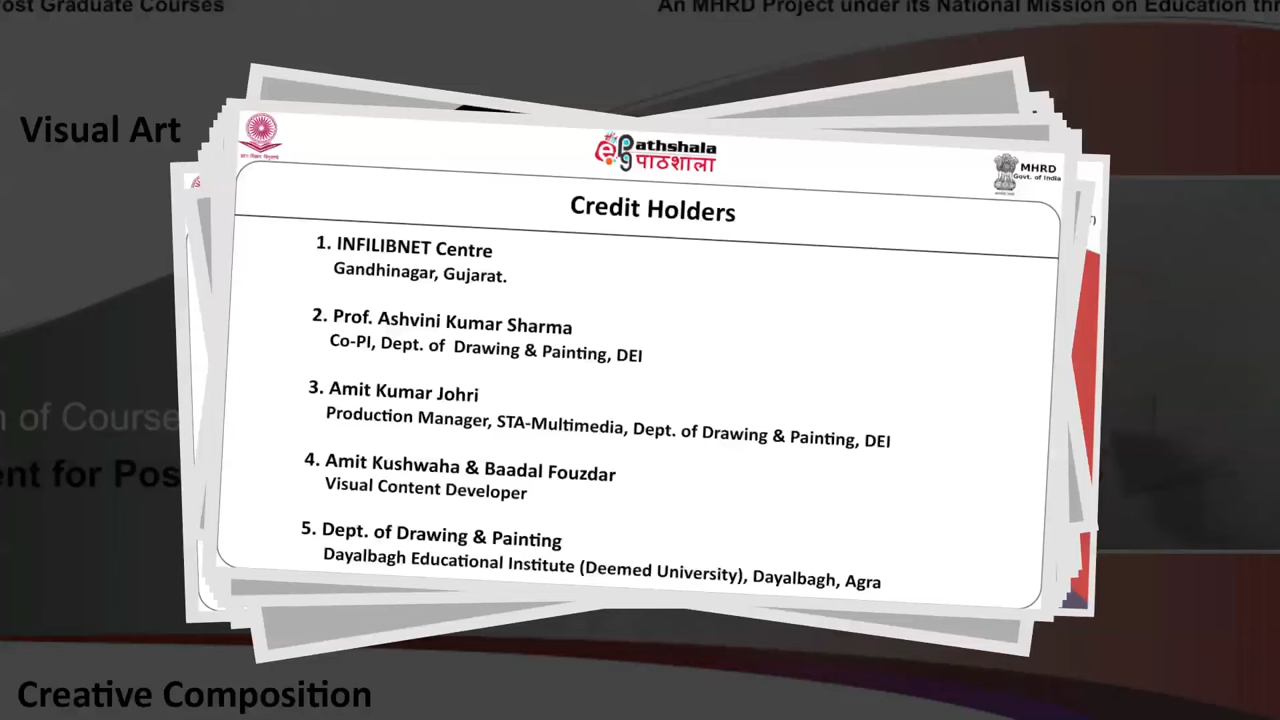 ost Graduate Courses
An MHRD Project under its National Mission on Education thr
Visual Art
ePathshala
पाठशाला
MHRD
Govt. of India
Credit Holders
1. INFILIBNET Centre
Gandhinagar, Gujarat.
2. Prof. Ashvini Kumar Sharma
Co-PI, Dept. of Drawing & Painting, DEI
3. Amit Kumar Johri
Production Manager, STA-Multimedia, Dept. of Drawing & Painting, DEI
n of Course
4. Amit Kushwaha & Baadal Fouzdar
ent for Pos
Visual Content Developer
5. Dept. of Drawing & Painting
Dayalbagh Educational Institute (Deemed University), Dayalbagh, Agra
Creative Composition